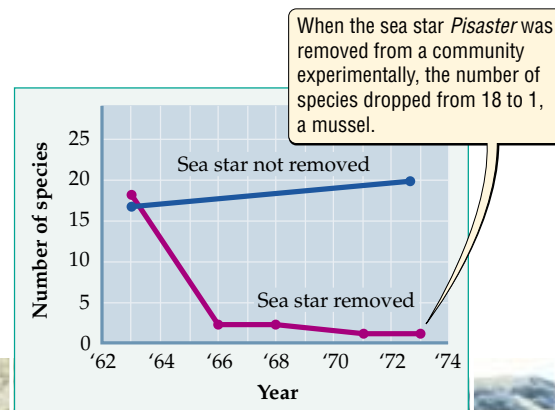 When the sea star Pisaster was
removed from a community
experimentally, the number of
species dropped from 18 to 1,
a mussel.
Number of species
25
20
15
10
5
0
Sea star not removed
Sea star removed
‘62
‘64
‘66
‘68
‘70
‘72
‘74
Year